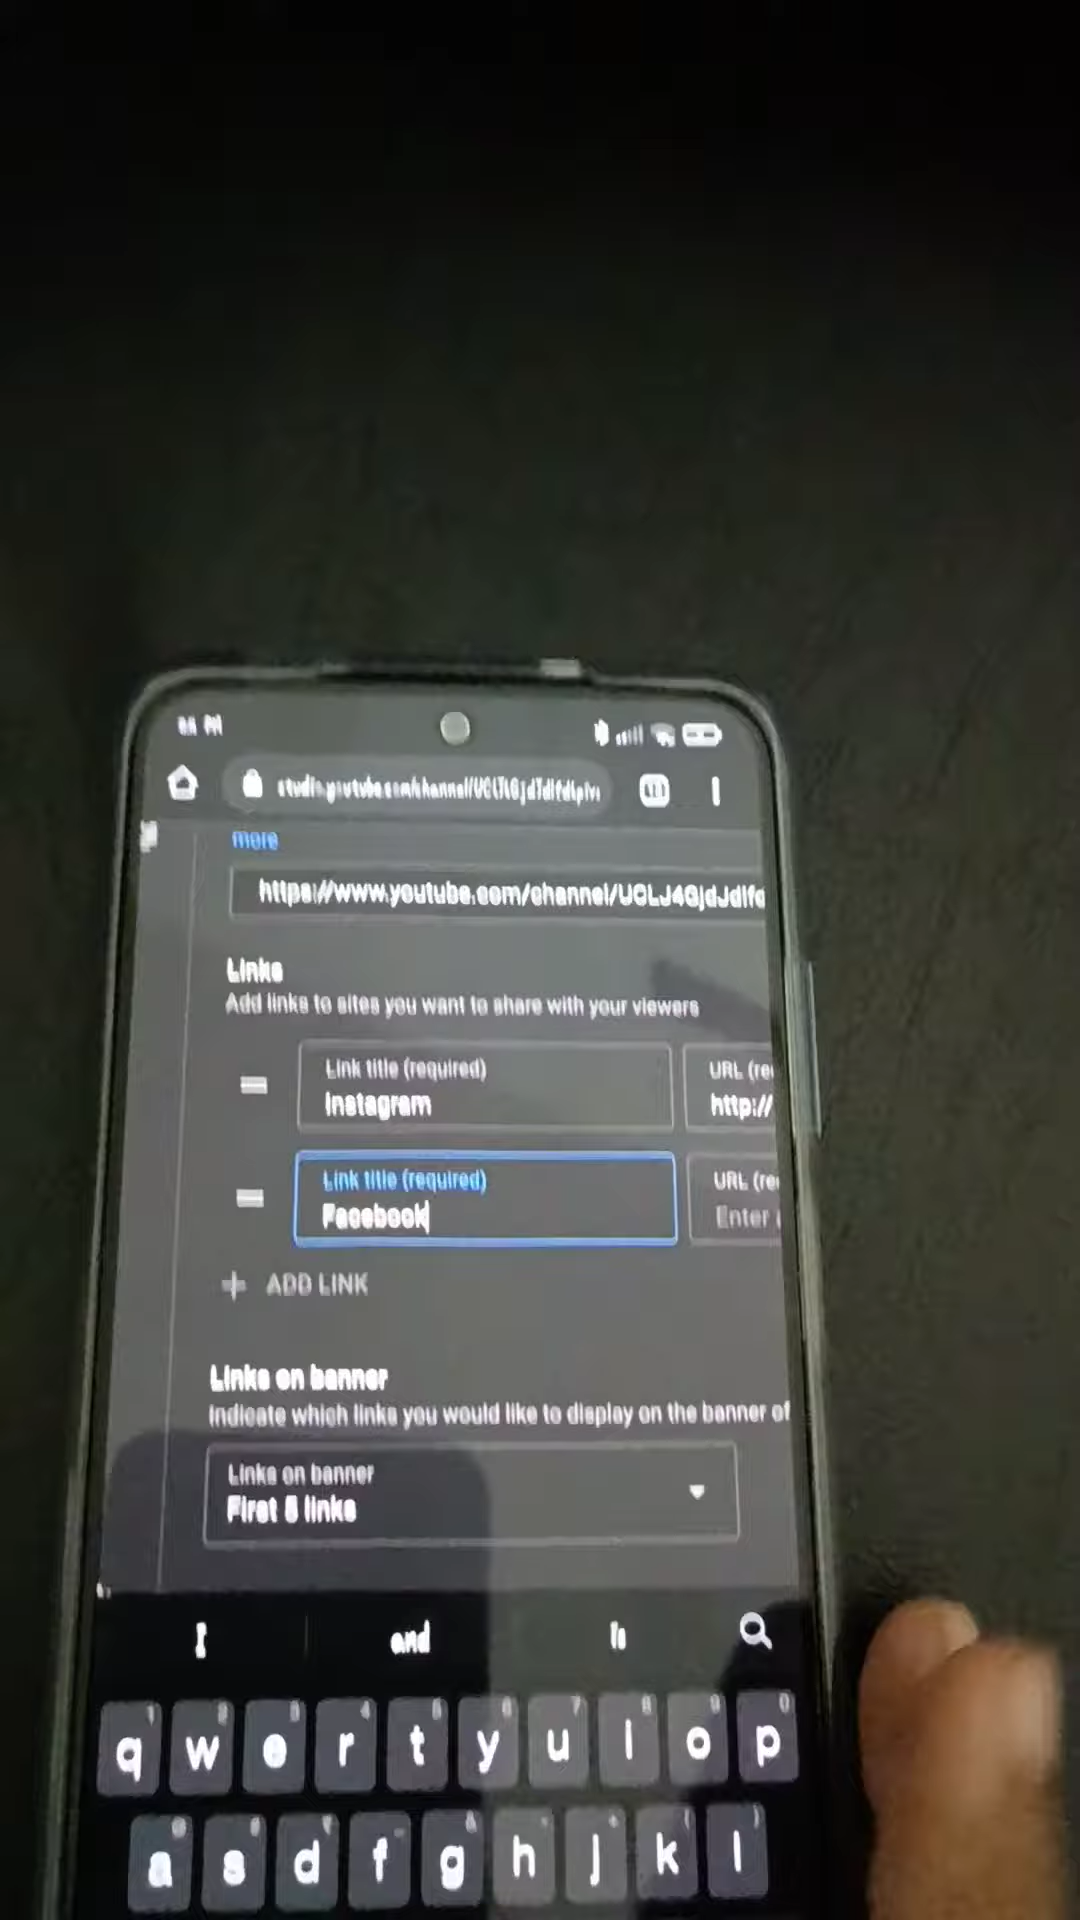 more
https://www.youtube.com/channel/UCLJ4GjdJdlfd
Links
Add links to sites you want to share with your viewers
Link title (required)
Instagram
URL (re
http://
Link title (required)
Facebook
URL (re
Enter
+ ADD LINK
Links on banner
Indicate which links you would like to display on the banner of
Links on banner
First 5 links
I and is
q w e r t y u i o p
a s d f g h j k l